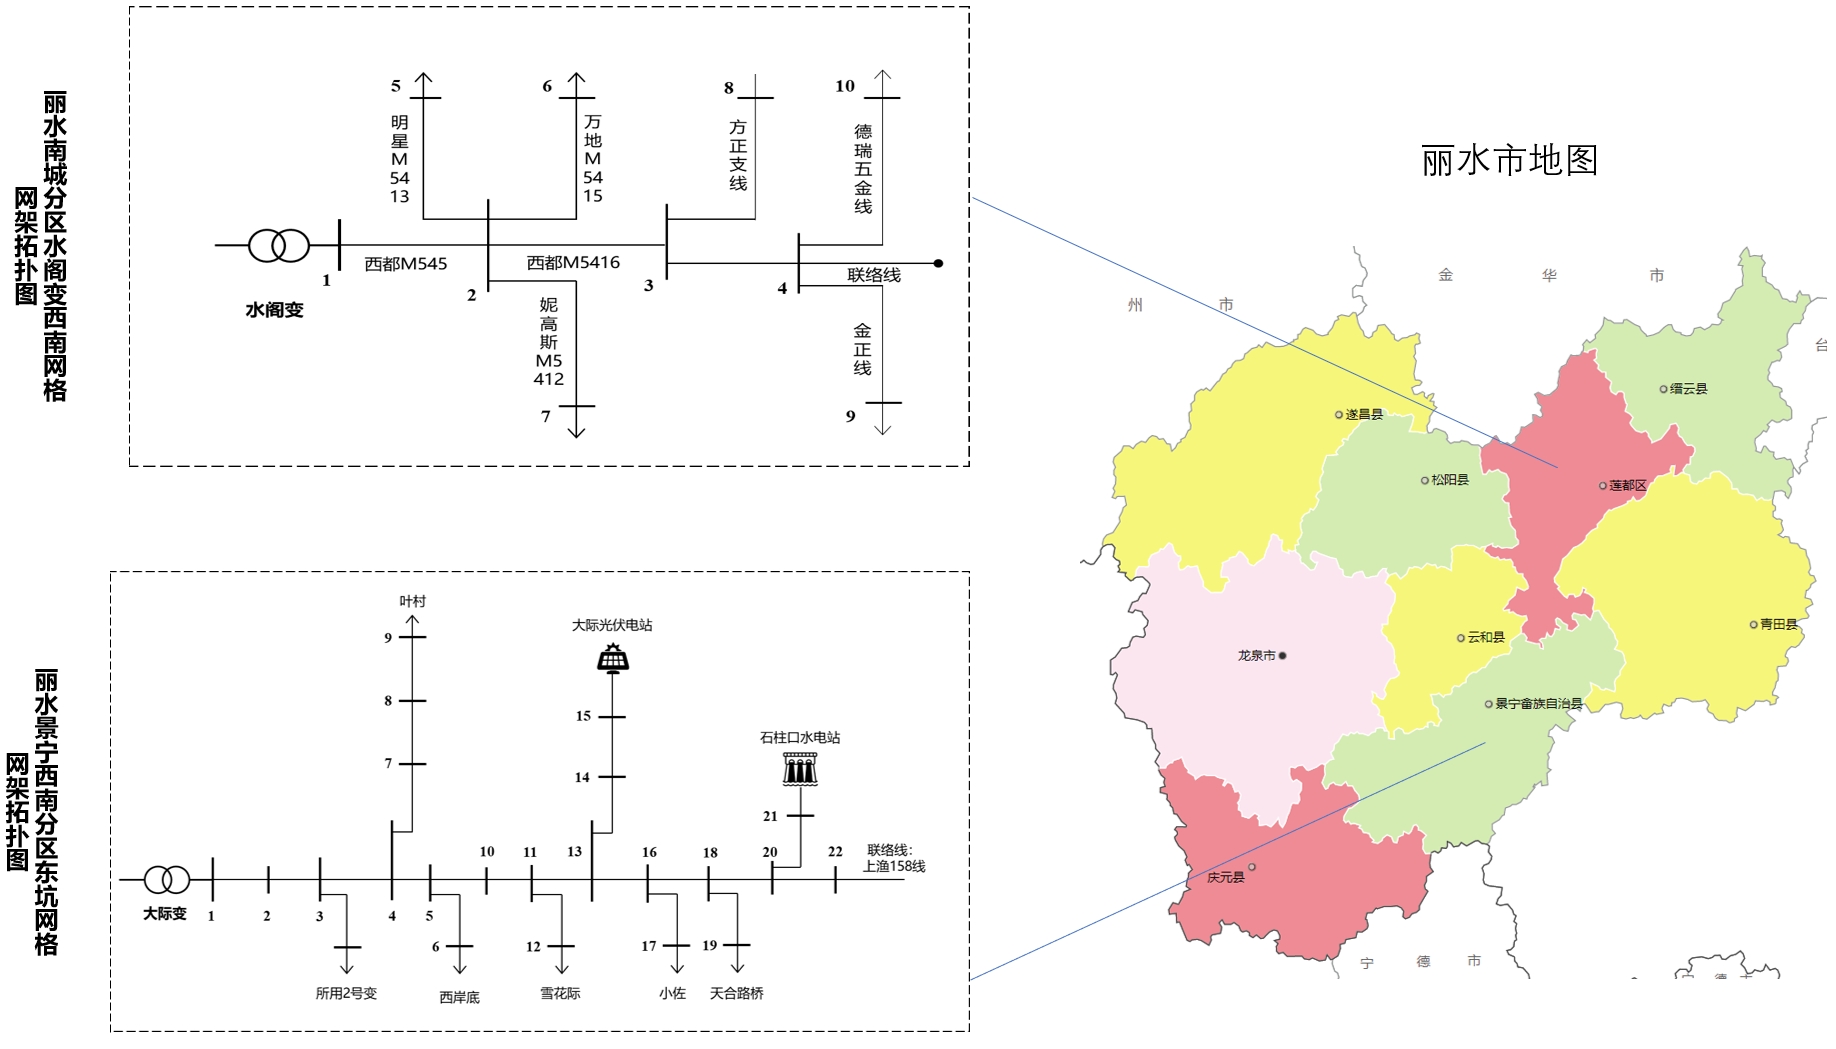 丽水南城分区水阁变西南网格
网架拓扑图
5
明星M5413
6
万地M5415
8
方正支线
10
德瑞五金线
水阁变
1
西都M545
2
西都M5416
3
4
联络线
妮高斯M5412
7
金正线
9
丽水景宁西南分区东坑网格
网架拓扑图
叶村
9
8
7
大际光伏电站
15
14
石柱口水电站
21
10
11
13
16
18
20
22
联络线：
上渔158线
大际变
1
2
3
4
5
6
12
17
19
所用2号变
西岸底
雪花际
小佐
天合路桥
丽水市地图
州 市
金 华 市
台
缙云县
遂昌县
松阳县
莲都区
青田县
云和县
龙泉市
景宁畲族自治县
庆元县
宁 德 市